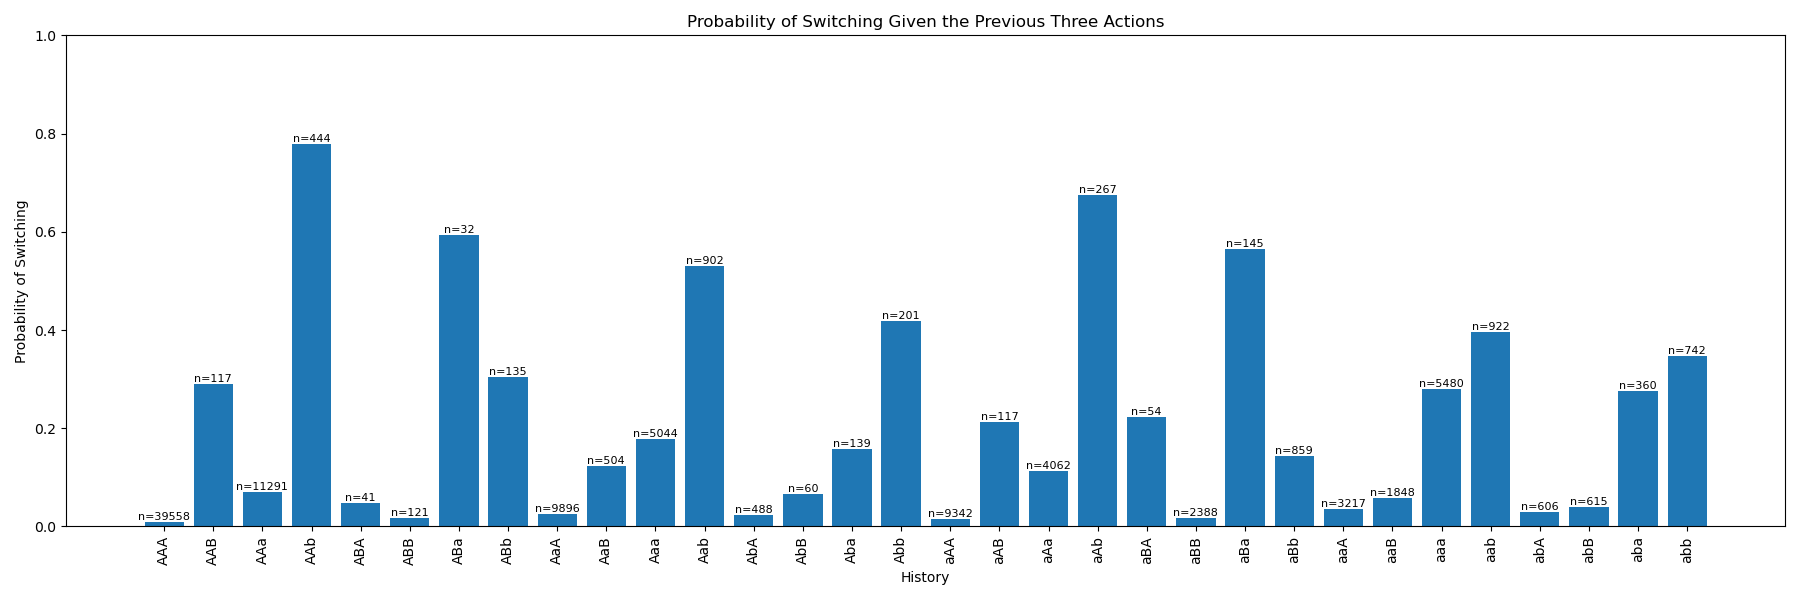 Probability of Switching Given the Previous Three Actions
Probability of Switching
1.0
0.8
0.6
0.4
0.2
0.0
n=39558
n=117
n=11291
n=444
n=41
n=121
n=32
n=135
n=9896
n=504
n=5044
n=902
n=488
n=60
n=139
n=201
n=9342
n=117
n=4062
n=267
n=54
n=2388
n=145
n=859
n=3217
n=1848
n=5480
n=922
n=606
n=615
n=360
n=742
AAA
AAB
AAa
AAb
ABA
ABB
ABa
ABb
AaA
AaB
Aaa
Aab
AbA
AbB
Aba
Abb
aAA
aAB
aAa
aAb
aBA
aBB
aBa
aBb
aaA
aaB
aaa
aab
abA
abB
aba
abb
History